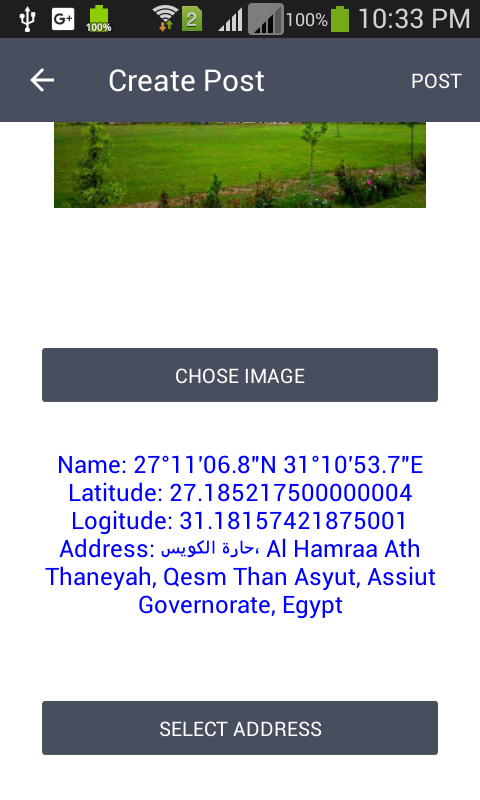 G+ 100% 2 100% 10:33 PM
Create Post POST
CHOSE IMAGE
Name: 27°11'06.8"N 31°10'53.7"E
Latitude: 27.185217500000004
Logitude: 31.18157421875001
Address: حارة الكويس، Al Hamraa Ath
Thaneyah, Qesm Than Asyut, Assiut
Governorate, Egypt
SELECT ADDRESS